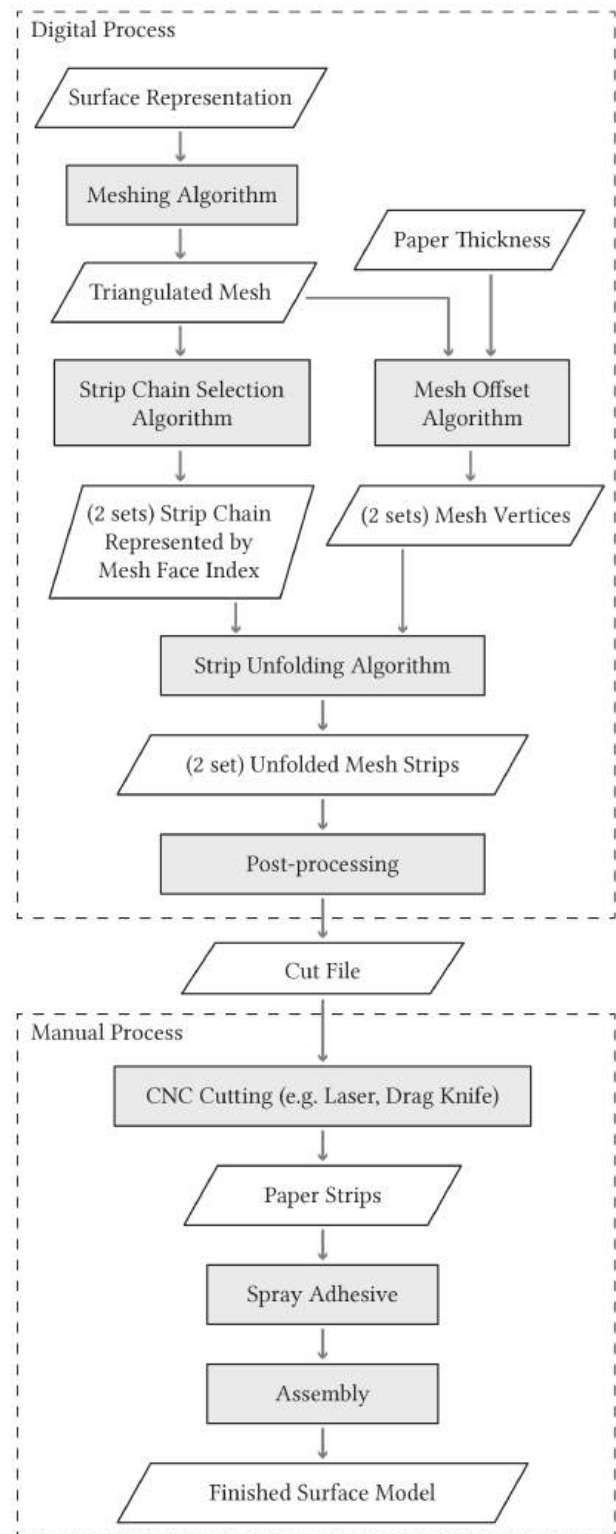 Digital Process
Surface Representation
Meshing Algorithm
Paper Thickness
Triangulated Mesh
Strip Chain Selection
Algorithm
Mesh Offset
Algorithm
(2 sets) Strip Chain
Represented by
Mesh Face Index
(2 sets) Mesh Vertices
Strip Unfolding Algorithm
(2 set) Unfolded Mesh Strips
Post-processing
Cut File
Manual Process
CNC Cutting (e.g. Laser, Drag Knife)
Paper Strips
Spray Adhesive
Assembly
Finished Surface Model